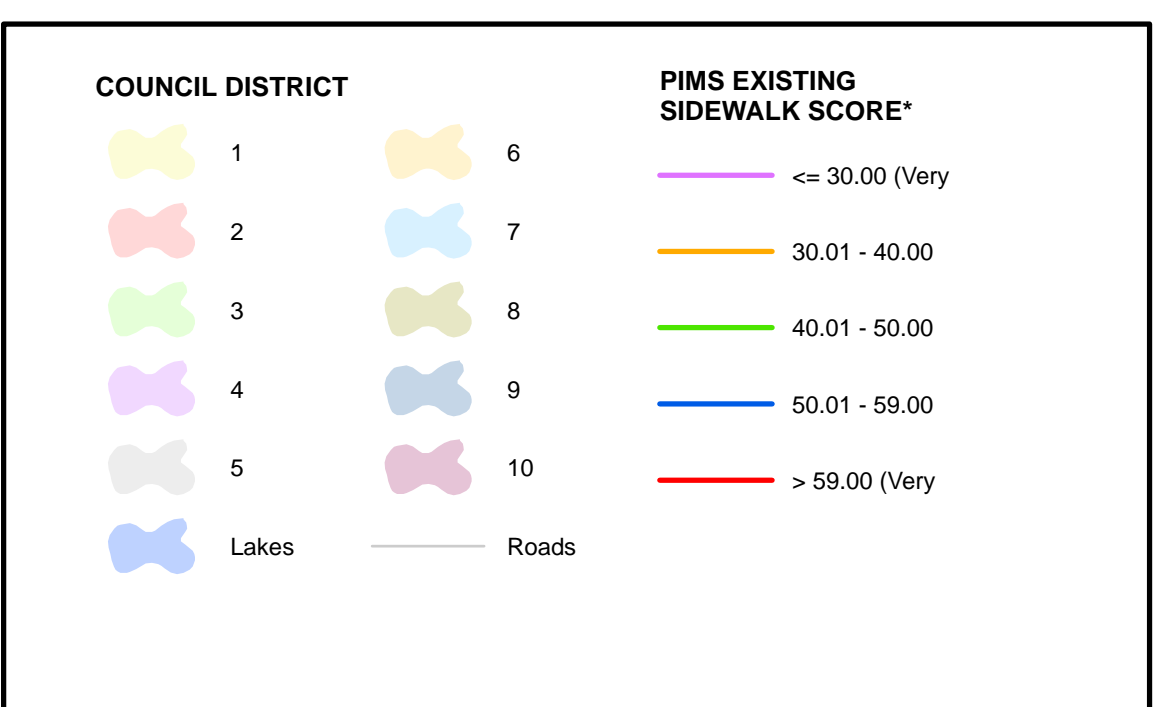 COUNCIL DISTRICT
1
2
3
4
5
Lakes
6
7
8
9
10
Roads
PIMS EXISTING
SIDEWALK SCORE*
<= 30.00 (Very
30.01 - 40.00
40.01 - 50.00
50.01 - 59.00
> 59.00 (Very